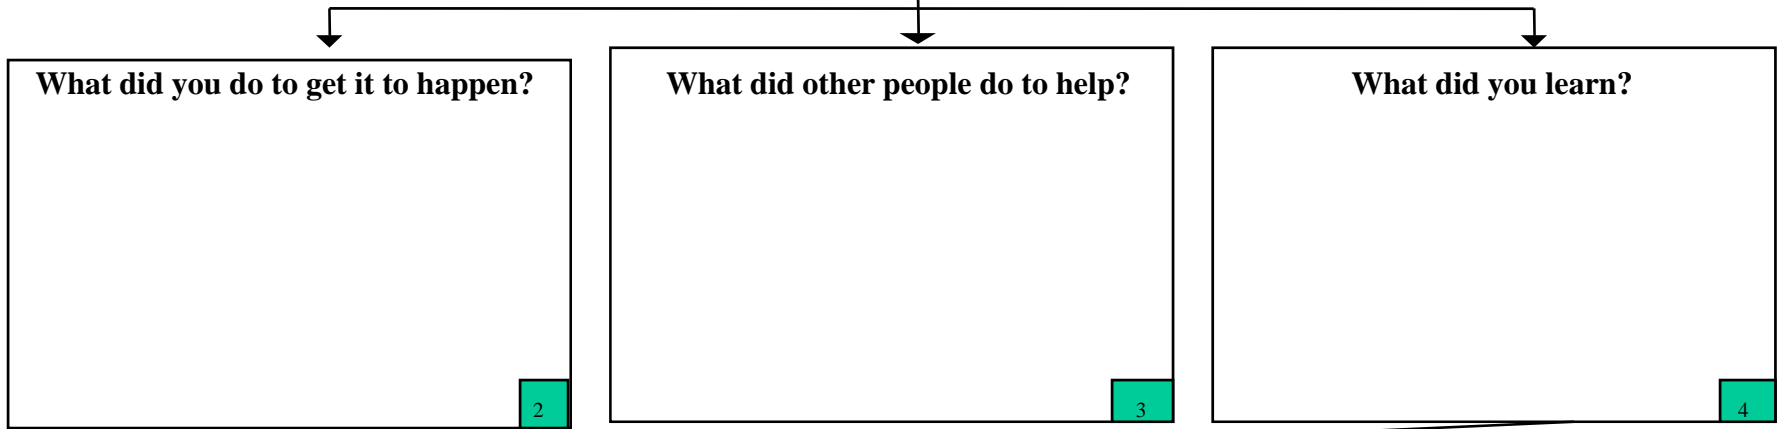 What did you do to get it to happen?
2
What did other people do to help?
3
What did you learn?
4